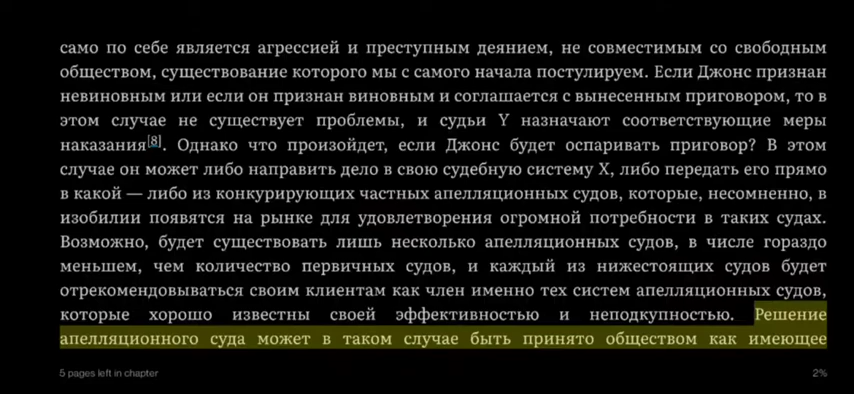 само по себе является агрессией и преступным деянием, не совместимым со свободным
обществом, существование которого мы с самого начала постулируем. Если Джонс признан
невиновным или если он признан виновным и соглашается с вынесенным приговором, то в
этом случае не существует проблемы, и судьи Y назначают соответствующие меры
наказания[8]. Однако что произойдет, если Джонс будет оспаривать приговор? В этом
случае он может либо направить дело в свою судебную систему X, либо передать его прямо
в какой — либо из конкурирующих частных апелляционных судов, которые, несомненно, в
изобилии появятся на рынке для удовлетворения огромной потребности в таких судах.
Возможно, будет существовать лишь несколько апелляционных судов, в числе гораздо
меньшем, чем количество первичных судов, и каждый из нижестоящих судов будет
отрекомендовываться своим клиентам как член именно тех систем апелляционных судов,
которые хорошо известны своей эффективностью и неподкупностью. Решение
апелляционного суда может в таком случае быть принято обществом как имеющее
5 pages left in chapter
2%